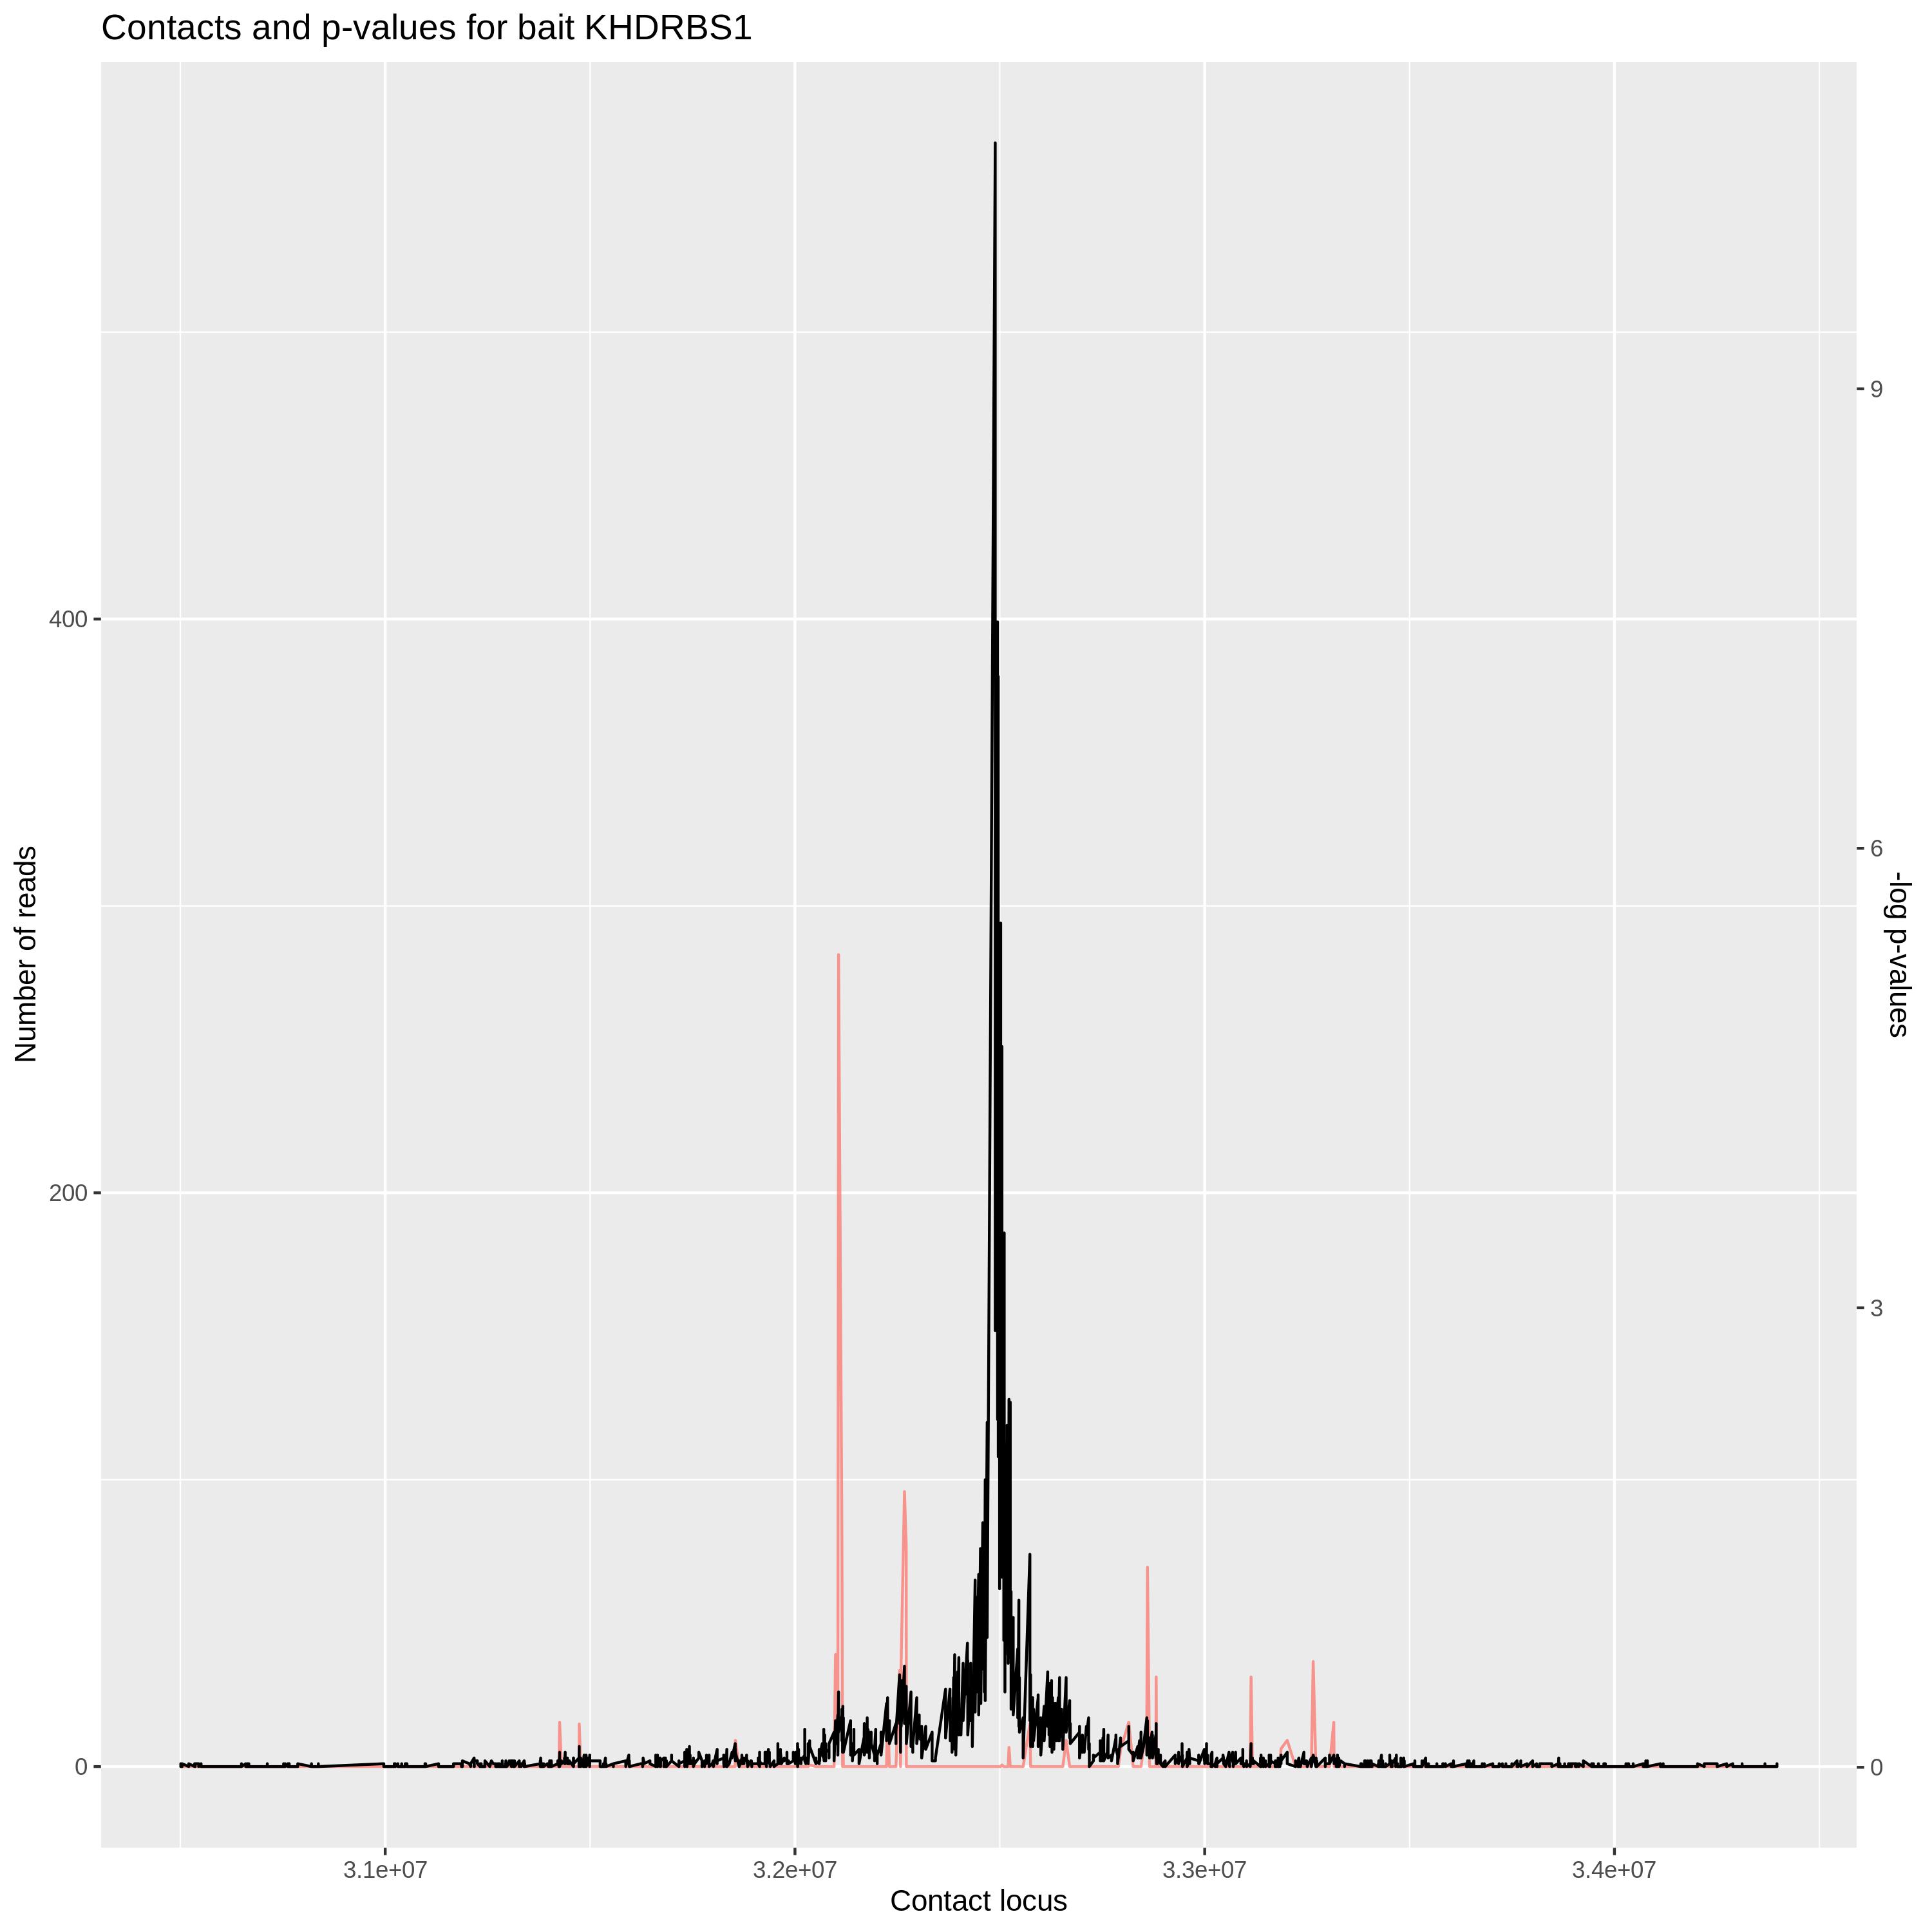 Contacts and p-values for bait KHDRBS1
Number of reads
400
200
0
9
6
3
0
-log p-values
3.1e+07
3.2e+07
3.3e+07
3.4e+07
Contact locus